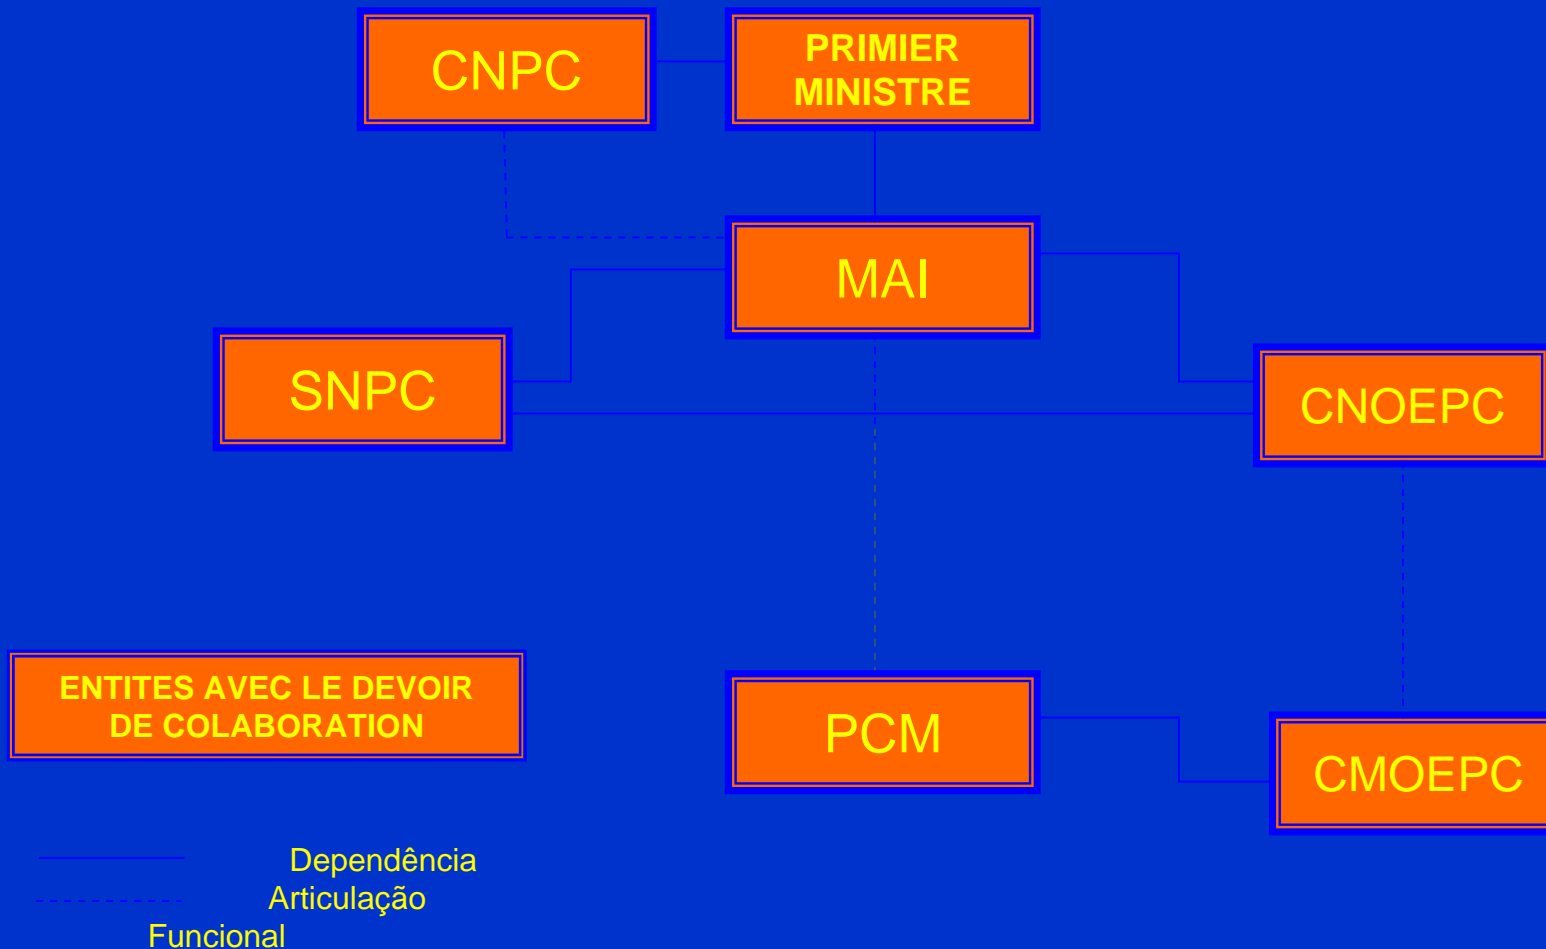 CNPC
PRIMIER
MINISTRE
MAI
SNPC
CNOEPC
ENTITES AVEC LE DEVOIR
DE COLABORATION
PCM
CMOEPC
Dependência
Articulação
Funcional